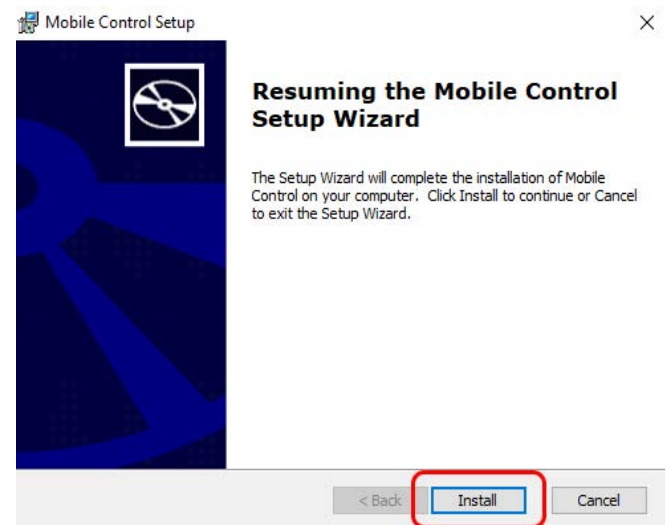 Mobile Control Setup
Resuming the Mobile Control
Setup Wizard
The Setup Wizard will complete the installation of Mobile
Control on your computer. Click Install to continue or Cancel
to exit the Setup Wizard.
< Back
Install
Cancel